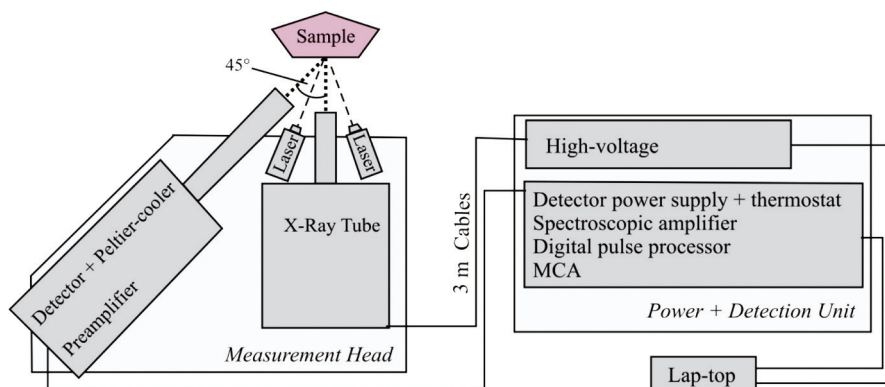 Sample
45°
Laser
Laser
X-Ray Tube
Detector + Peltier-cooler
Preamplifier
Measurement Head
3 m Cables
High-voltage
Detector power supply + thermostat
Spectroscopic amplifier
Digital pulse processor
MCA
Power + Detection Unit
Lap-top